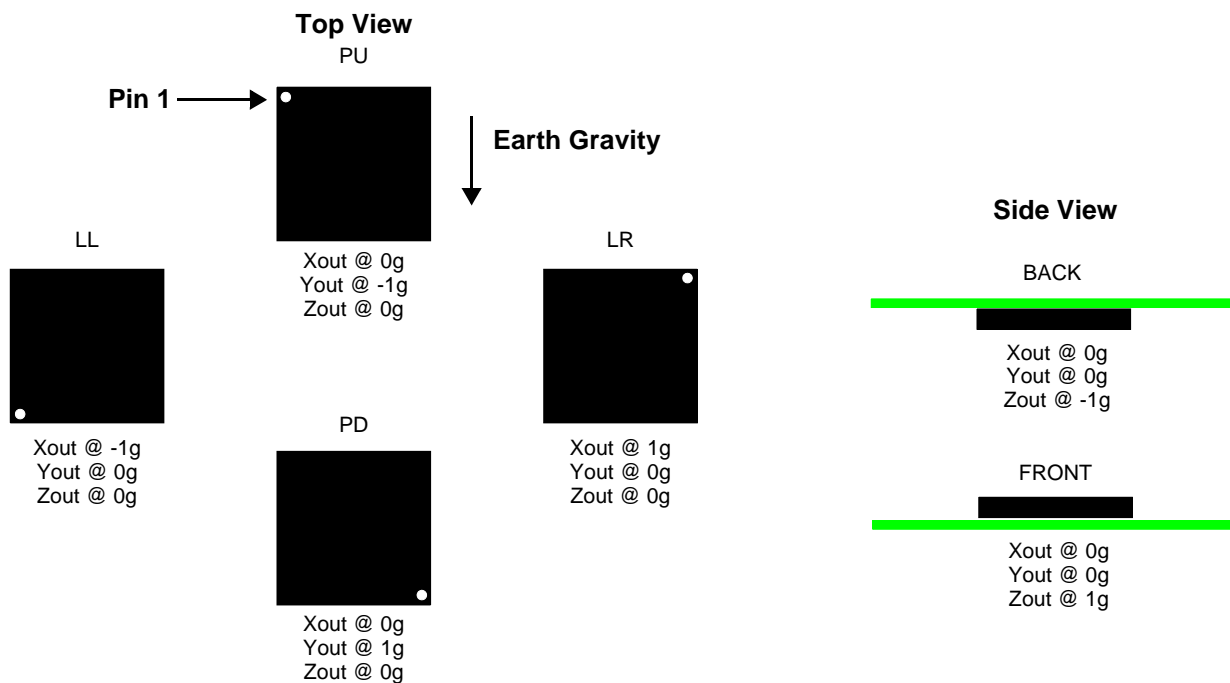 Top View
PU
Pin 1
Earth Gravity
Xout @ 0g
Yout @ -1g
Zout @ 0g
LL
Xout @ -1g
Yout @ 0g
Zout @ 0g
LR
Xout @ 1g
Yout @ 0g
Zout @ 0g
PD
Xout @ 0g
Yout @ 1g
Zout @ 0g
Side View
BACK
Xout @ 0g
Yout @ 0g
Zout @ -1g
FRONT
Xout @ 0g
Yout @ 0g
Zout @ 1g